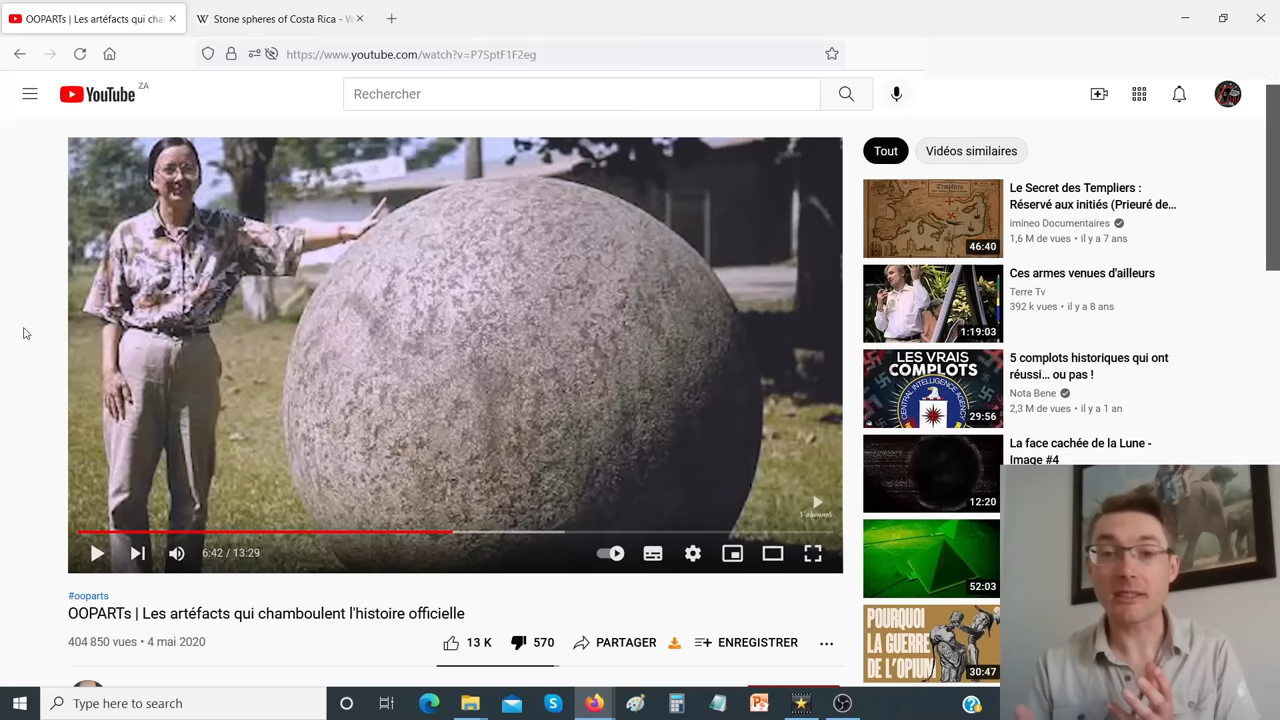 OOPARTs | Les artéfacts qui cha
Stone spheres of Costa Rica - W
https://www.youtube.com/watch?v=P7SptF1F2eg
YouTube ZA
Rechercher
Tout
Vidéos similaires
S'abonner
6:42 / 13:29
#ooparts
OOPARTs | Les artéfacts qui chamboulent l'histoire officielle
404 850 vues • 4 mai 2020
13 K
570
PARTAGER
ENREGISTRER
Templiers
46:40
Le Secret des Templiers :
Réservé aux initiés (Prieuré de…
imineo Documentaires
1,6 M de vues • il y a 7 ans
1:19:03
Ces armes venues d'ailleurs
Terre Tv
392 k vues • il y a 8 ans
LES VRAIS
COMPLOTS
CENTRAL INTELLIGENCE AGENCY
29:56
5 complots historiques qui ont
réussi… ou pas !
Nota Bene
2,3 M de vues • il y a 1 an
12:20
La face cachée de la Lune -
Image #4
52:03
POURQUOI
LA GUERRE
DE L'OPIUM
30:47
Type here to search